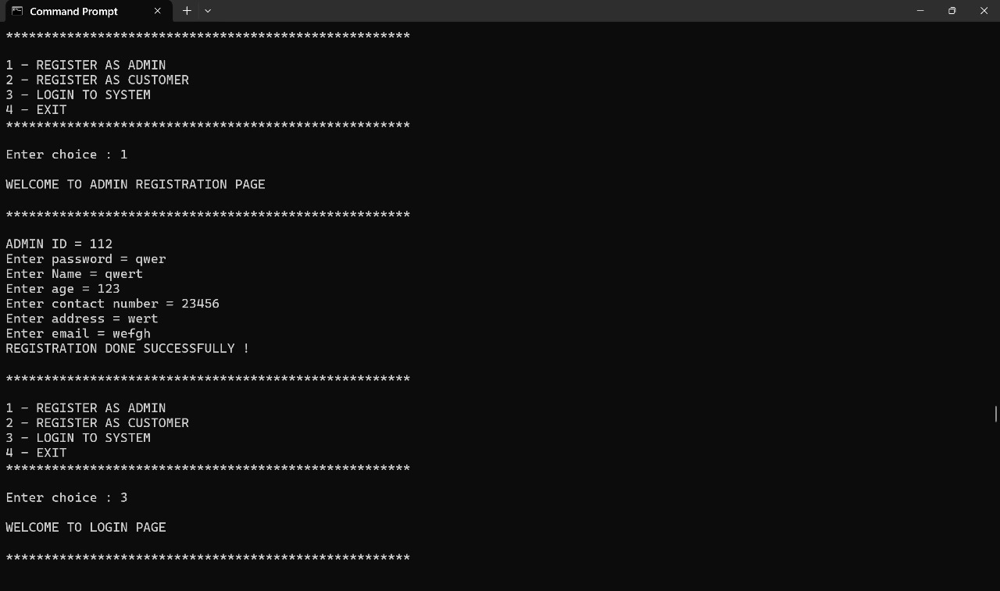 Command Prompt
*****************************************************
1 - REGISTER AS ADMIN
2 - REGISTER AS CUSTOMER
3 - LOGIN TO SYSTEM
4 - EXIT
*****************************************************
Enter choice : 1
WELCOME TO ADMIN REGISTRATION PAGE
*****************************************************
ADMIN ID = 112
Enter password = qwer
Enter Name = qwert
Enter age = 123
Enter contact number = 23456
Enter address = wert
Enter email = wefgh
REGISTRATION DONE SUCCESSFULLY !
*****************************************************
1 - REGISTER AS ADMIN
2 - REGISTER AS CUSTOMER
3 - LOGIN TO SYSTEM
4 - EXIT
*****************************************************
Enter choice : 3
WELCOME TO LOGIN PAGE
*****************************************************